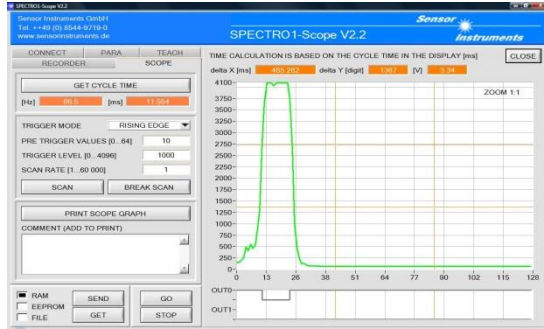 SPECTRO1-Scope V2.2
Sensor Instruments GmbH
Tel. ++49 (0) 8544-9719-0
www.sensorinstruments.de
SPECTRO1-Scope V2.2
Sensor
Instruments
CONNECT PARA TEACH
RECORDER SCOPE
GET CYCLE TIME
[Hz] 86.5 [ms] 11.554
TRIGGER MODE RISING EDGE
PRE TRIGGER VALUES [0...64] 10
TRIGGER LEVEL [0...4096] 1000
SCAN RATE [1...60 000] 1
SCAN BREAK SCAN
PRINT SCOPE GRAPH
COMMENT (ADD TO PRINT)
RAM
EEPROM
FILE
SEND GO
GET STOP
TIME CALCULATION IS BASED ON THE CYCLE TIME IN THE DISPLAY [ms]
CLOSE
delta X [ms] 485.282 delta Y [digit] 1367 [V] 3.34
ZOOM 1:1
4100
3750
3500
3250
3000
2750
2500
2250
2000
1750
1500
1250
1000
750
500
250
0
0 13 26 38 51 64 77 90 102 115 128
OUT0
OUT1